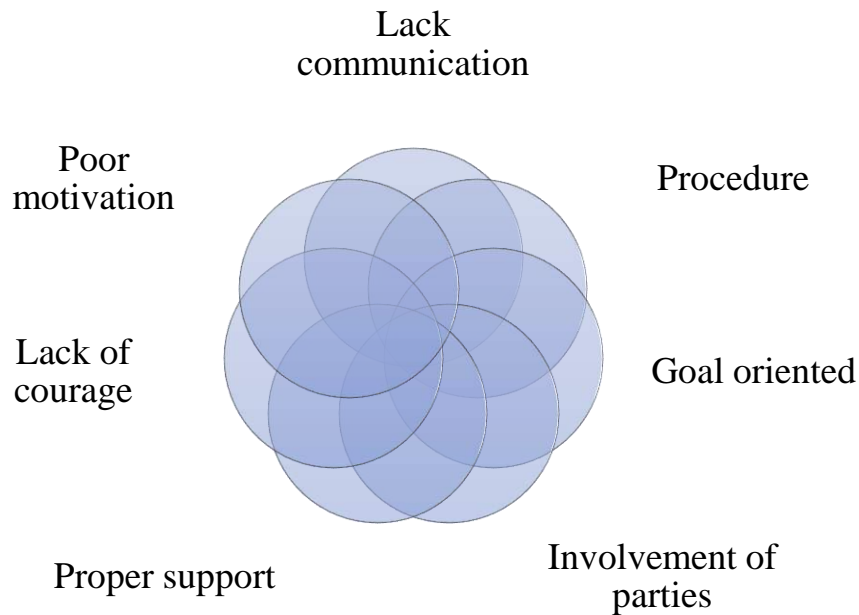 Lack
communication
Procedure
Goal oriented
Involvement of
parties
Proper support
Lack of
courage
Poor
motivation